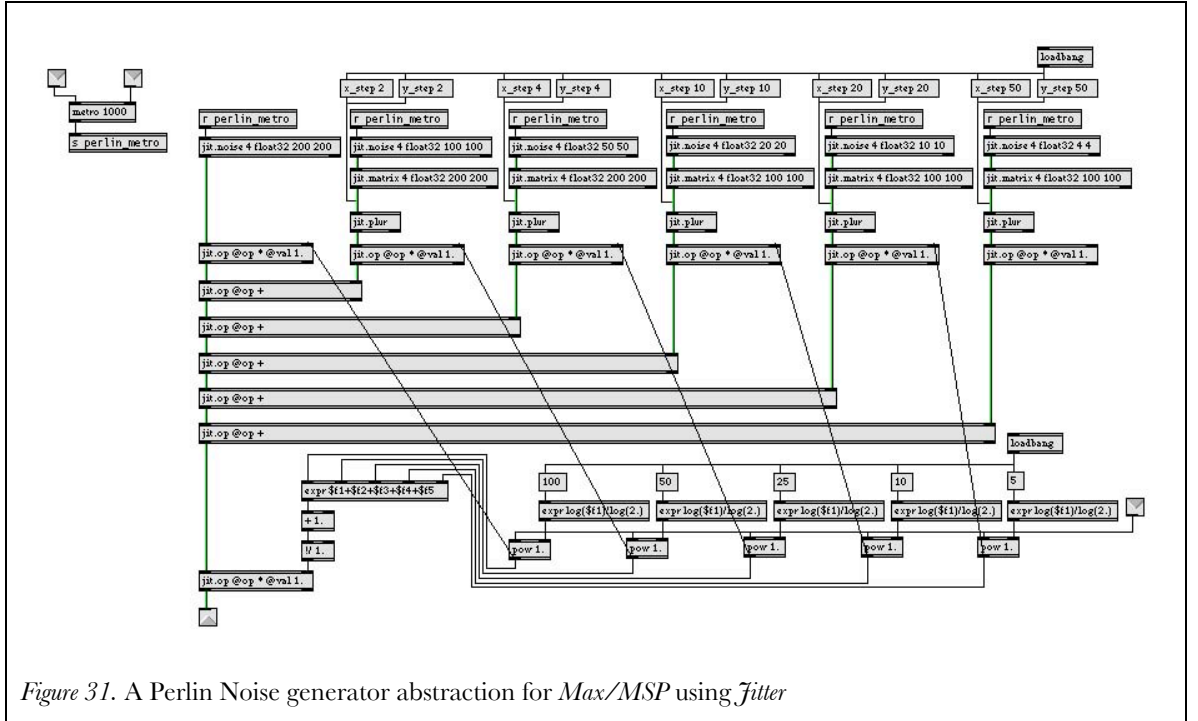 loadbang
x_step 2 y_step 2 x_step 4 y_step 4 x_step 10 y_step 10 x_step 20 y_step 20 x_step 50 y_step 50
metro 1000
s perlin_metro
r perlin_metro r perlin_metro r perlin_metro r perlin_metro r perlin_metro r perlin_metro
jit.noise 4 float32 200 200 jit.noise 4 float32 100 100 jit.noise 4 float32 50 50 jit.noise 4 float32 20 20 jit.noise 4 float32 10 10 jit.noise 4 float32 4 4
jit.matrix 4 float32 200 200 jit.matrix 4 float32 200 200 jit.matrix 4 float32 100 100 jit.matrix 4 float32 100 100 jit.matrix 4 float32 100 100
jit.plur jit.plur jit.plur jit.plur jit.plur
jit.op @op * @val 1. jit.op @op * @val 1. jit.op @op * @val 1. jit.op @op * @val 1. jit.op @op * @val 1. jit.op @op * @val 1.
jit.op @op +
jit.op @op +
jit.op @op +
jit.op @op +
jit.op @op +
loadbang
100 50 25 10 5
expr $f1+$f2+$f3+$f4+$f5
expr log($f1)/log(2.) expr log($f1)/log(2.) expr log($f1)/log(2.) expr log($f1)/log(2.) expr log($f1)/log(2.)
+ 1.
!/ 1.
pow 1. pow 1. pow 1. pow 1. pow 1.
jit.op @op * @val 1.
Figure 31. A Perlin Noise generator abstraction for Max/MSP using Jitter